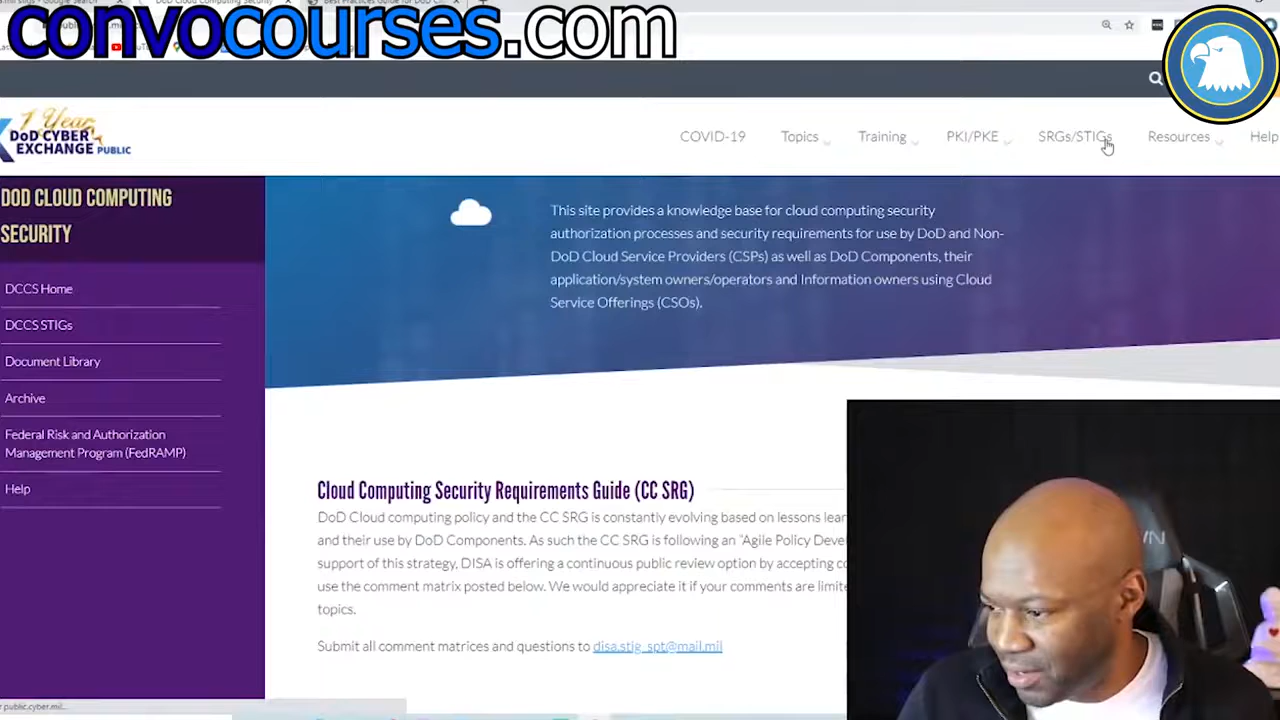 convocourses.com
1 Year
DoD CYBER
EXCHANGE PUBLIC
COVID-19
Topics
Training
PKI/PKE
SRGs/STIGs
Resources
Help
DOD CLOUD COMPUTING
SECURITY
DCCS Home
DCCS STIGs
Document Library
Archive
Federal Risk and Authorization
Management Program (FedRAMP)
Help
This site provides a knowledge base for cloud computing security
authorization processes and security requirements for use by DoD and Non-
DoD Cloud Service Providers (CSPs) as well as DoD Components, their
application/system owners/operators and Information owners using Cloud
Service Offerings (CSOs).
Cloud Computing Security Requirements Guide (CC SRG)
DoD Cloud computing policy and the CC SRG is constantly evolving based on lessons lear
and their use by DoD Components. As such the CC SRG is following an “Agile Policy Deve
support of this strategy, DISA is offering a continuous public review option by accepting co
use the comment matrix posted below. We would appreciate it if your comments are limite
topics.
Submit all comment matrices and questions to disa.stig_spt@mail.mil
public.cyber.mil...
VN